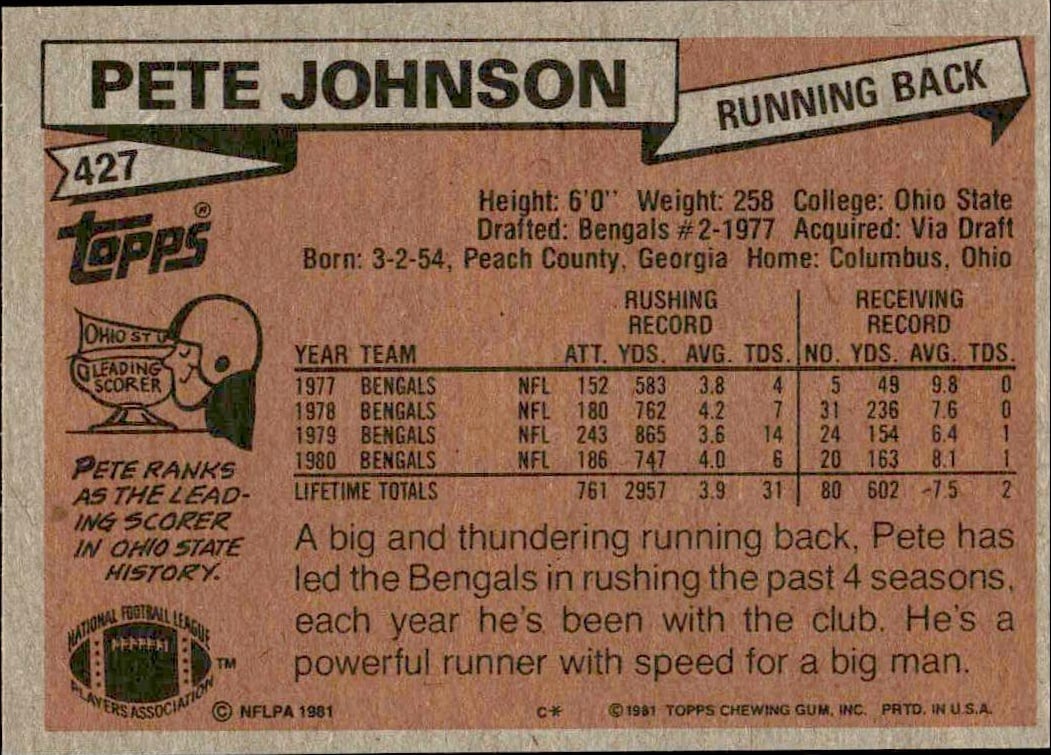 PETE JOHNSON
RUNNING BACK
427
Topps®
Height: 6'0'' Weight: 258 College: Ohio State
Drafted: Bengals #2-1977 Acquired: Via Draft
Born: 3-2-54, Peach County, Georgia Home: Columbus, Ohio
RUSHING RECORD RECEIVING RECORD
YEAR TEAM ATT. YDS. AVG. TDS. NO. YDS. AVG. TDS.
1977 BENGALS NFL 152 583 3.8 4 5 49 9.8 0
1978 BENGALS NFL 180 762 4.2 7 31 236 7.6 0
1979 BENGALS NFL 243 865 3.6 14 24 154 6.4 1
1980 BENGALS NFL 186 747 4.0 6 20 163 8.1 1
LIFETIME TOTALS 761 2957 3.9 31 80 602 7.5 2
OHIO ST U
LEADING
SCORER
PETE RANKS
AS THE LEAD-
ING SCORER
IN OHIO STATE
HISTORY.
A big and thundering running back, Pete has
led the Bengals in rushing the past 4 seasons,
each year he's been with the club. He's a
powerful runner with speed for a big man.
NATIONAL FOOTBALL LEAGUE
PLAYERS ASSOCIATION
TM
© NFLPA 1981 C* ©1981 TOPPS CHEWING GUM, INC. PRTD. IN U.S.A.